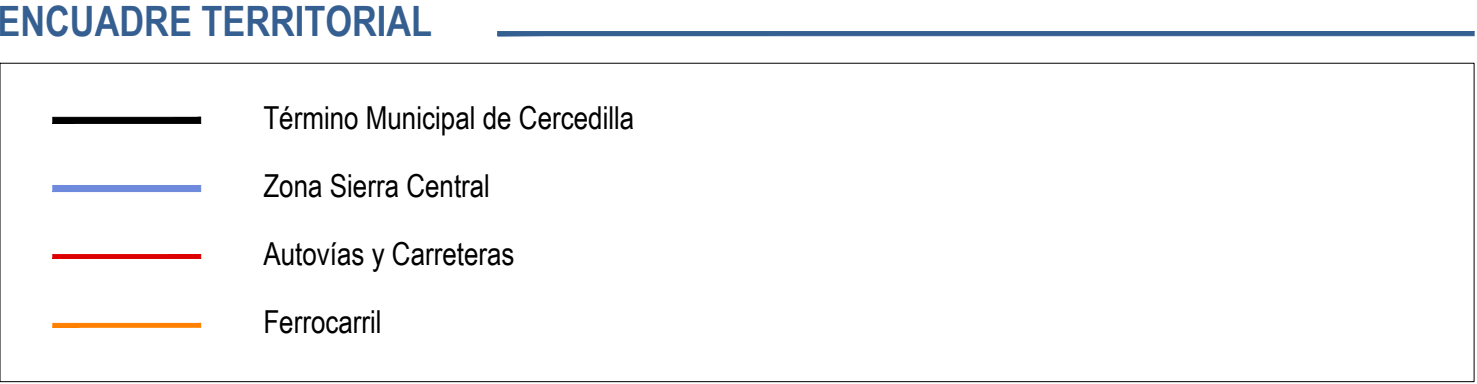 ENCUADRE TERRITORIAL
Término Municipal de Cercedilla
Zona Sierra Central
Autovías y Carreteras
Ferrocarril